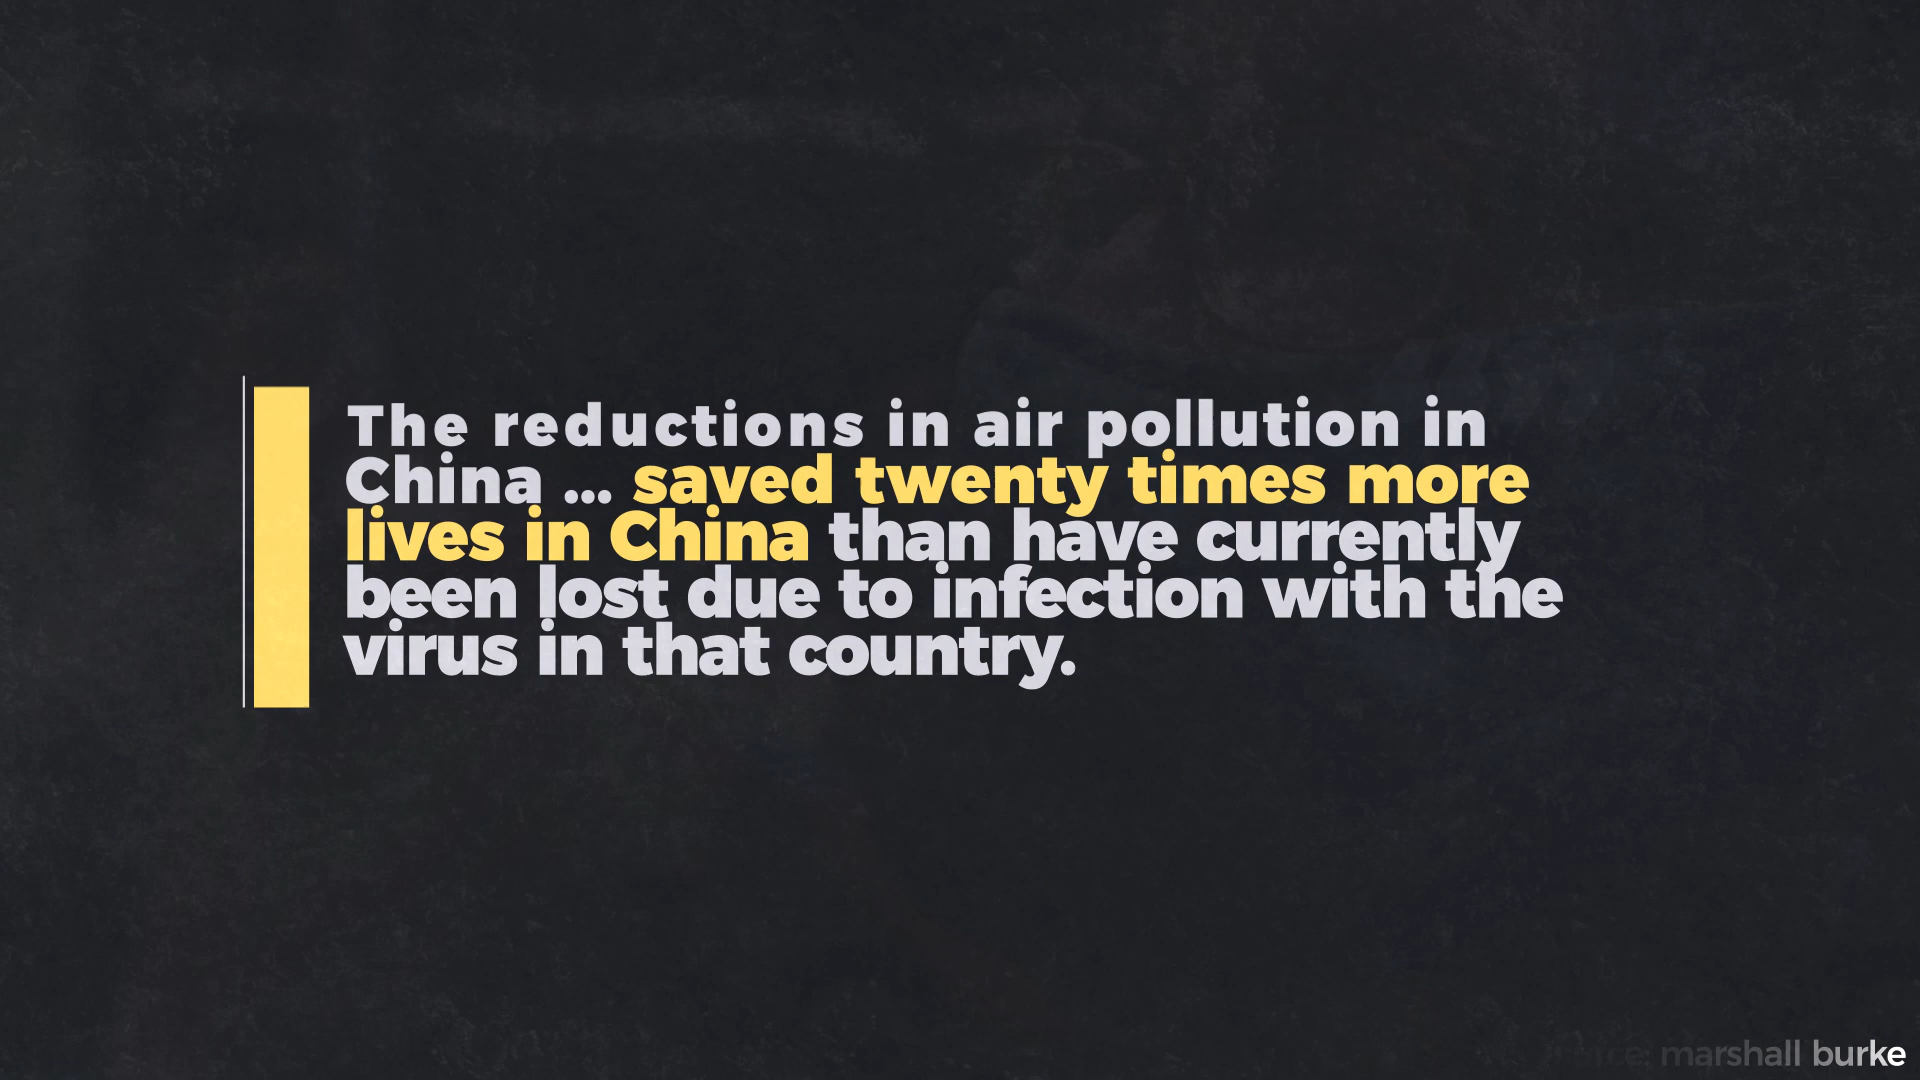 The reductions in air pollution in
China ... saved twenty times more
lives in China than have currently
been lost due to infection with the
virus in that country.
marshall burke